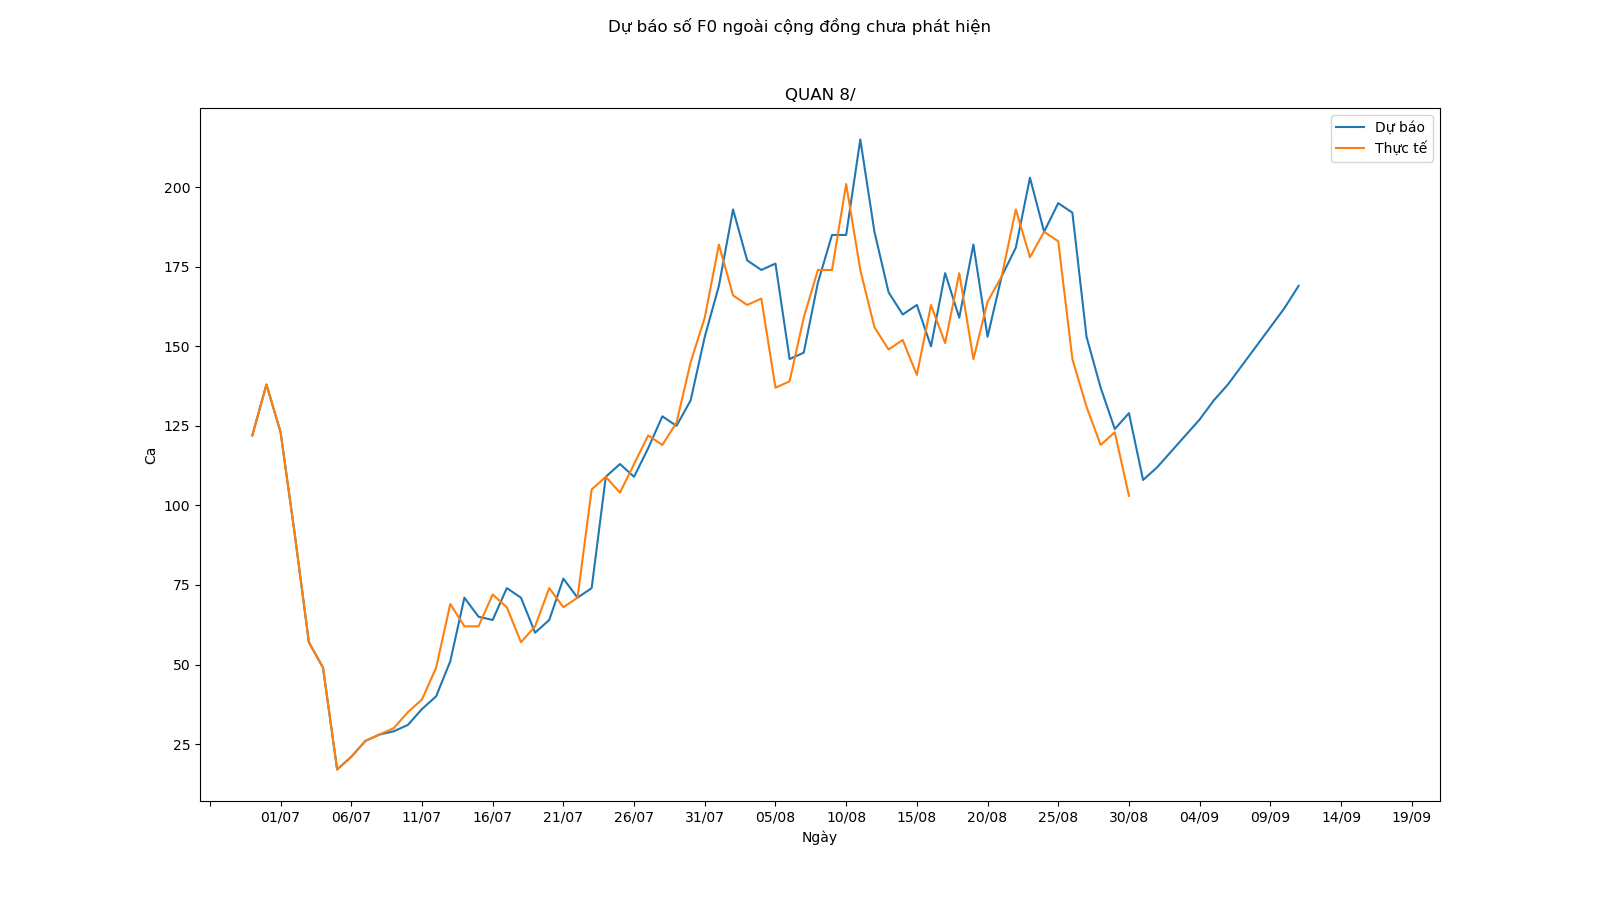 Dự báo số F0 ngoài cộng đồng chưa phát hiện
QUAN 8/
Dự báo
Thực tế
200
175
150
125
100
75
50
25
Ca
01/07 06/07 11/07 16/07 21/07 26/07 31/07 05/08 10/08 15/08 20/08 25/08 30/08 04/09 09/09 14/09 19/09
Ngày